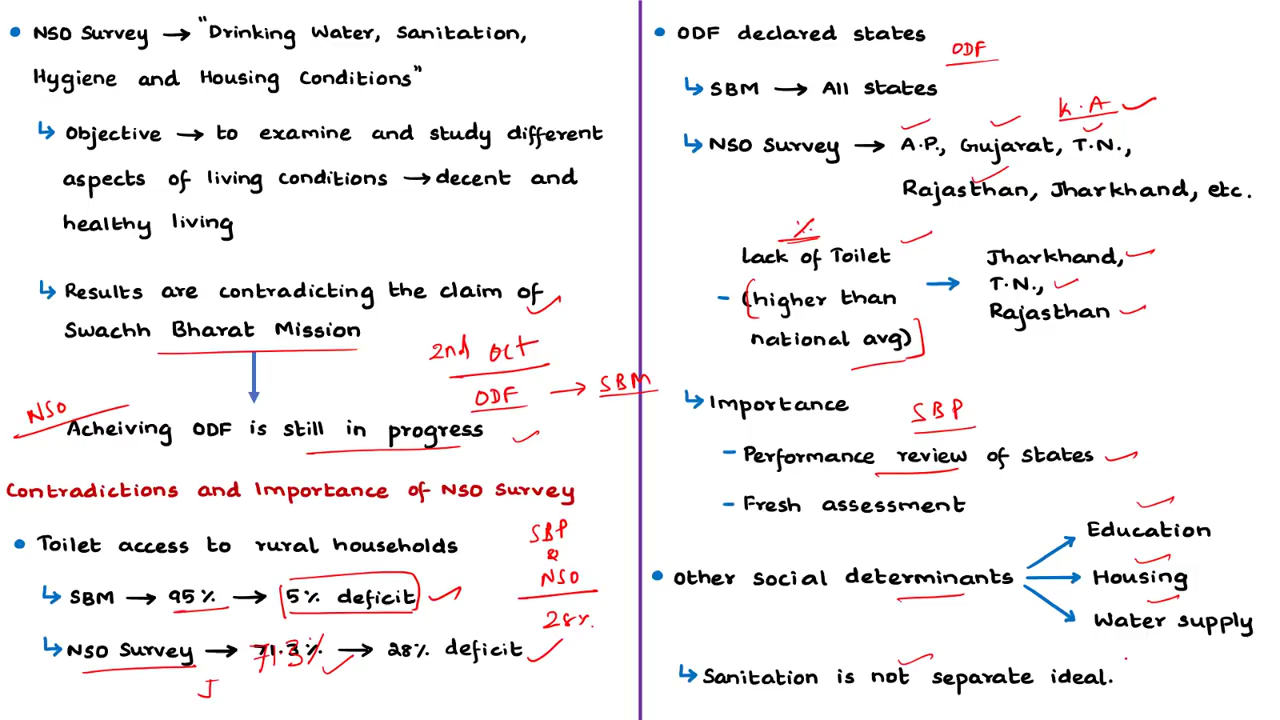 • NSO Survey → "Drinking Water, Sanitation,
Hygiene and Housing Conditions"
↳ Objective → to examine and study different
aspects of living conditions → decent and
healthy living
↳ Results are contradicting the claim of
Swachh Bharat Mission
2nd Oct
ODF → SBM
NSO
Acheiving ODF is still in progress
Contradictions and Importance of NSO Survey
• Toilet access to rural households
↳ SBM → 95% → 5% deficit
↳ NSO Survey → 71.3% → 28% deficit
SBP
&
NSO
28%
• ODF declared states
ODF
↳ SBM → All states
K.A
↳ NSO Survey → A.P., Gujarat, T.N.,
Rajasthan, Jharkhand, etc.
%
Lack of Toilet
- (higher than
national avg)
→ Jharkhand,
T.N.,
Rajasthan
↳ Importance
SBP
- Performance review of states
- Fresh assessment
• Other social determinants
Education
Housing
Water supply
↳ Sanitation is not separate ideal.